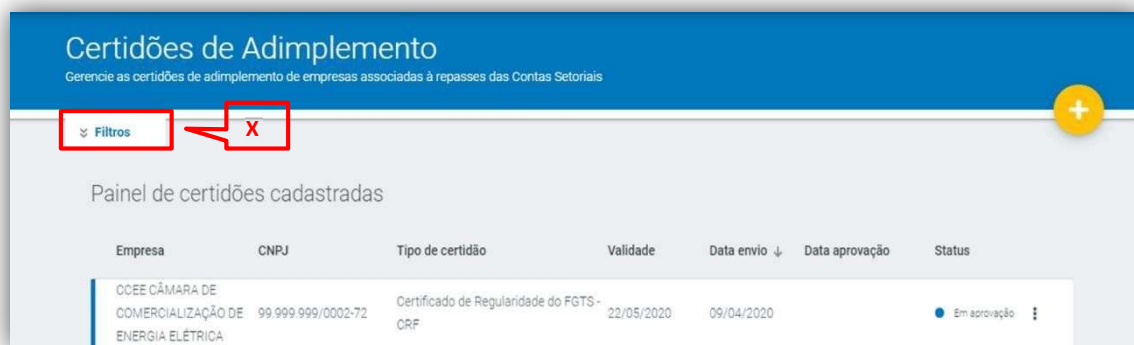 Certidões de Adimplemento
Gerencie as certidões de adimplemento de empresas associadas à repasses das Contas Setoriais
+
Filtros
X
Painel de certidões cadastradas
Empresa CNPJ Tipo de certidão Validade Data envio ↓ Data aprovação Status
CCEE CÂMARA DE
COMERCIALIZAÇÃO DE
ENERGIA ELÉTRICA
99.999.999/0002-72
Certificado de Regularidade do FGTS -
CRF
22/05/2020
09/04/2020
Em aprovação